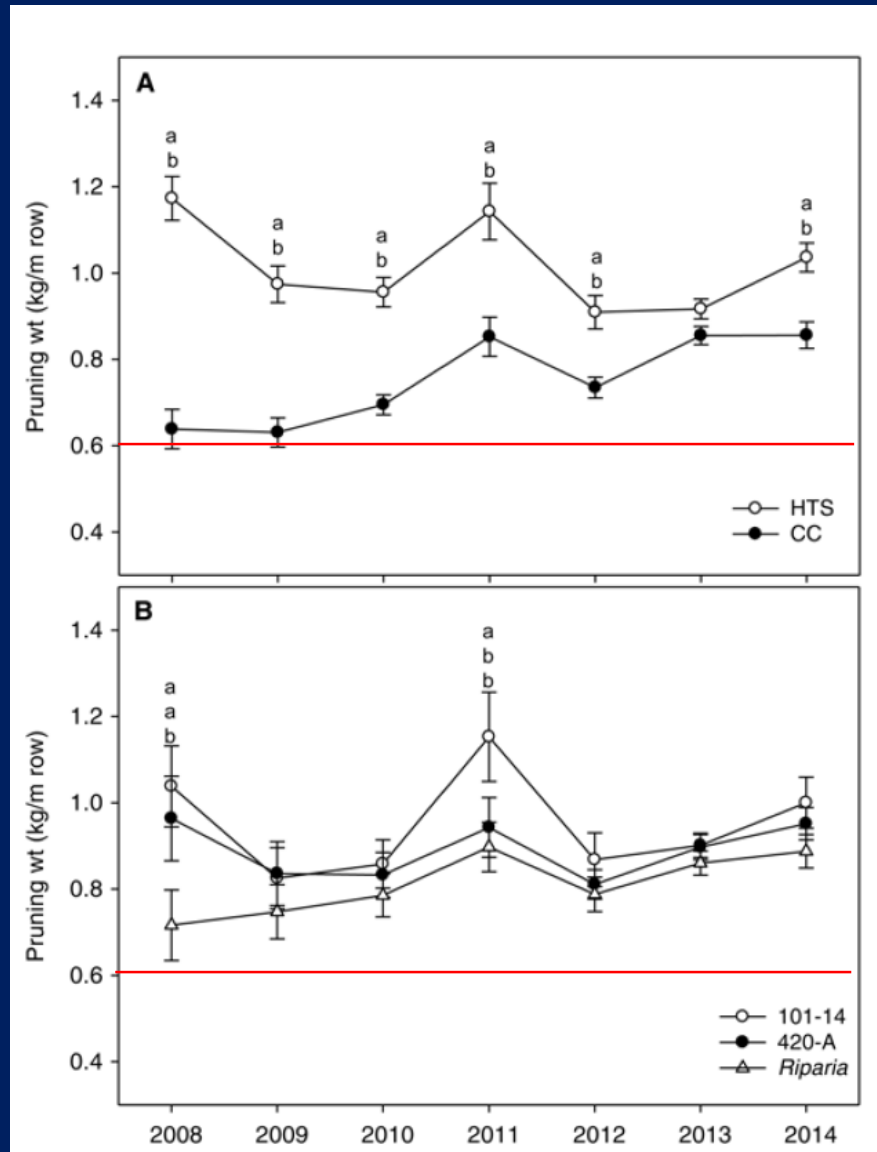 A
1.4
1.2
1.0
0.8
0.6
0.4
Pruning wt (kg/m row)
a
b
a
b
a
b
a
b
a
b
a
b
HTS
CC
B
1.4
1.2
1.0
0.8
0.6
0.4
Pruning wt (kg/m row)
a
a
b
a
b
b
101-14
420-A
Riparia
2008 2009 2010 2011 2012 2013 2014